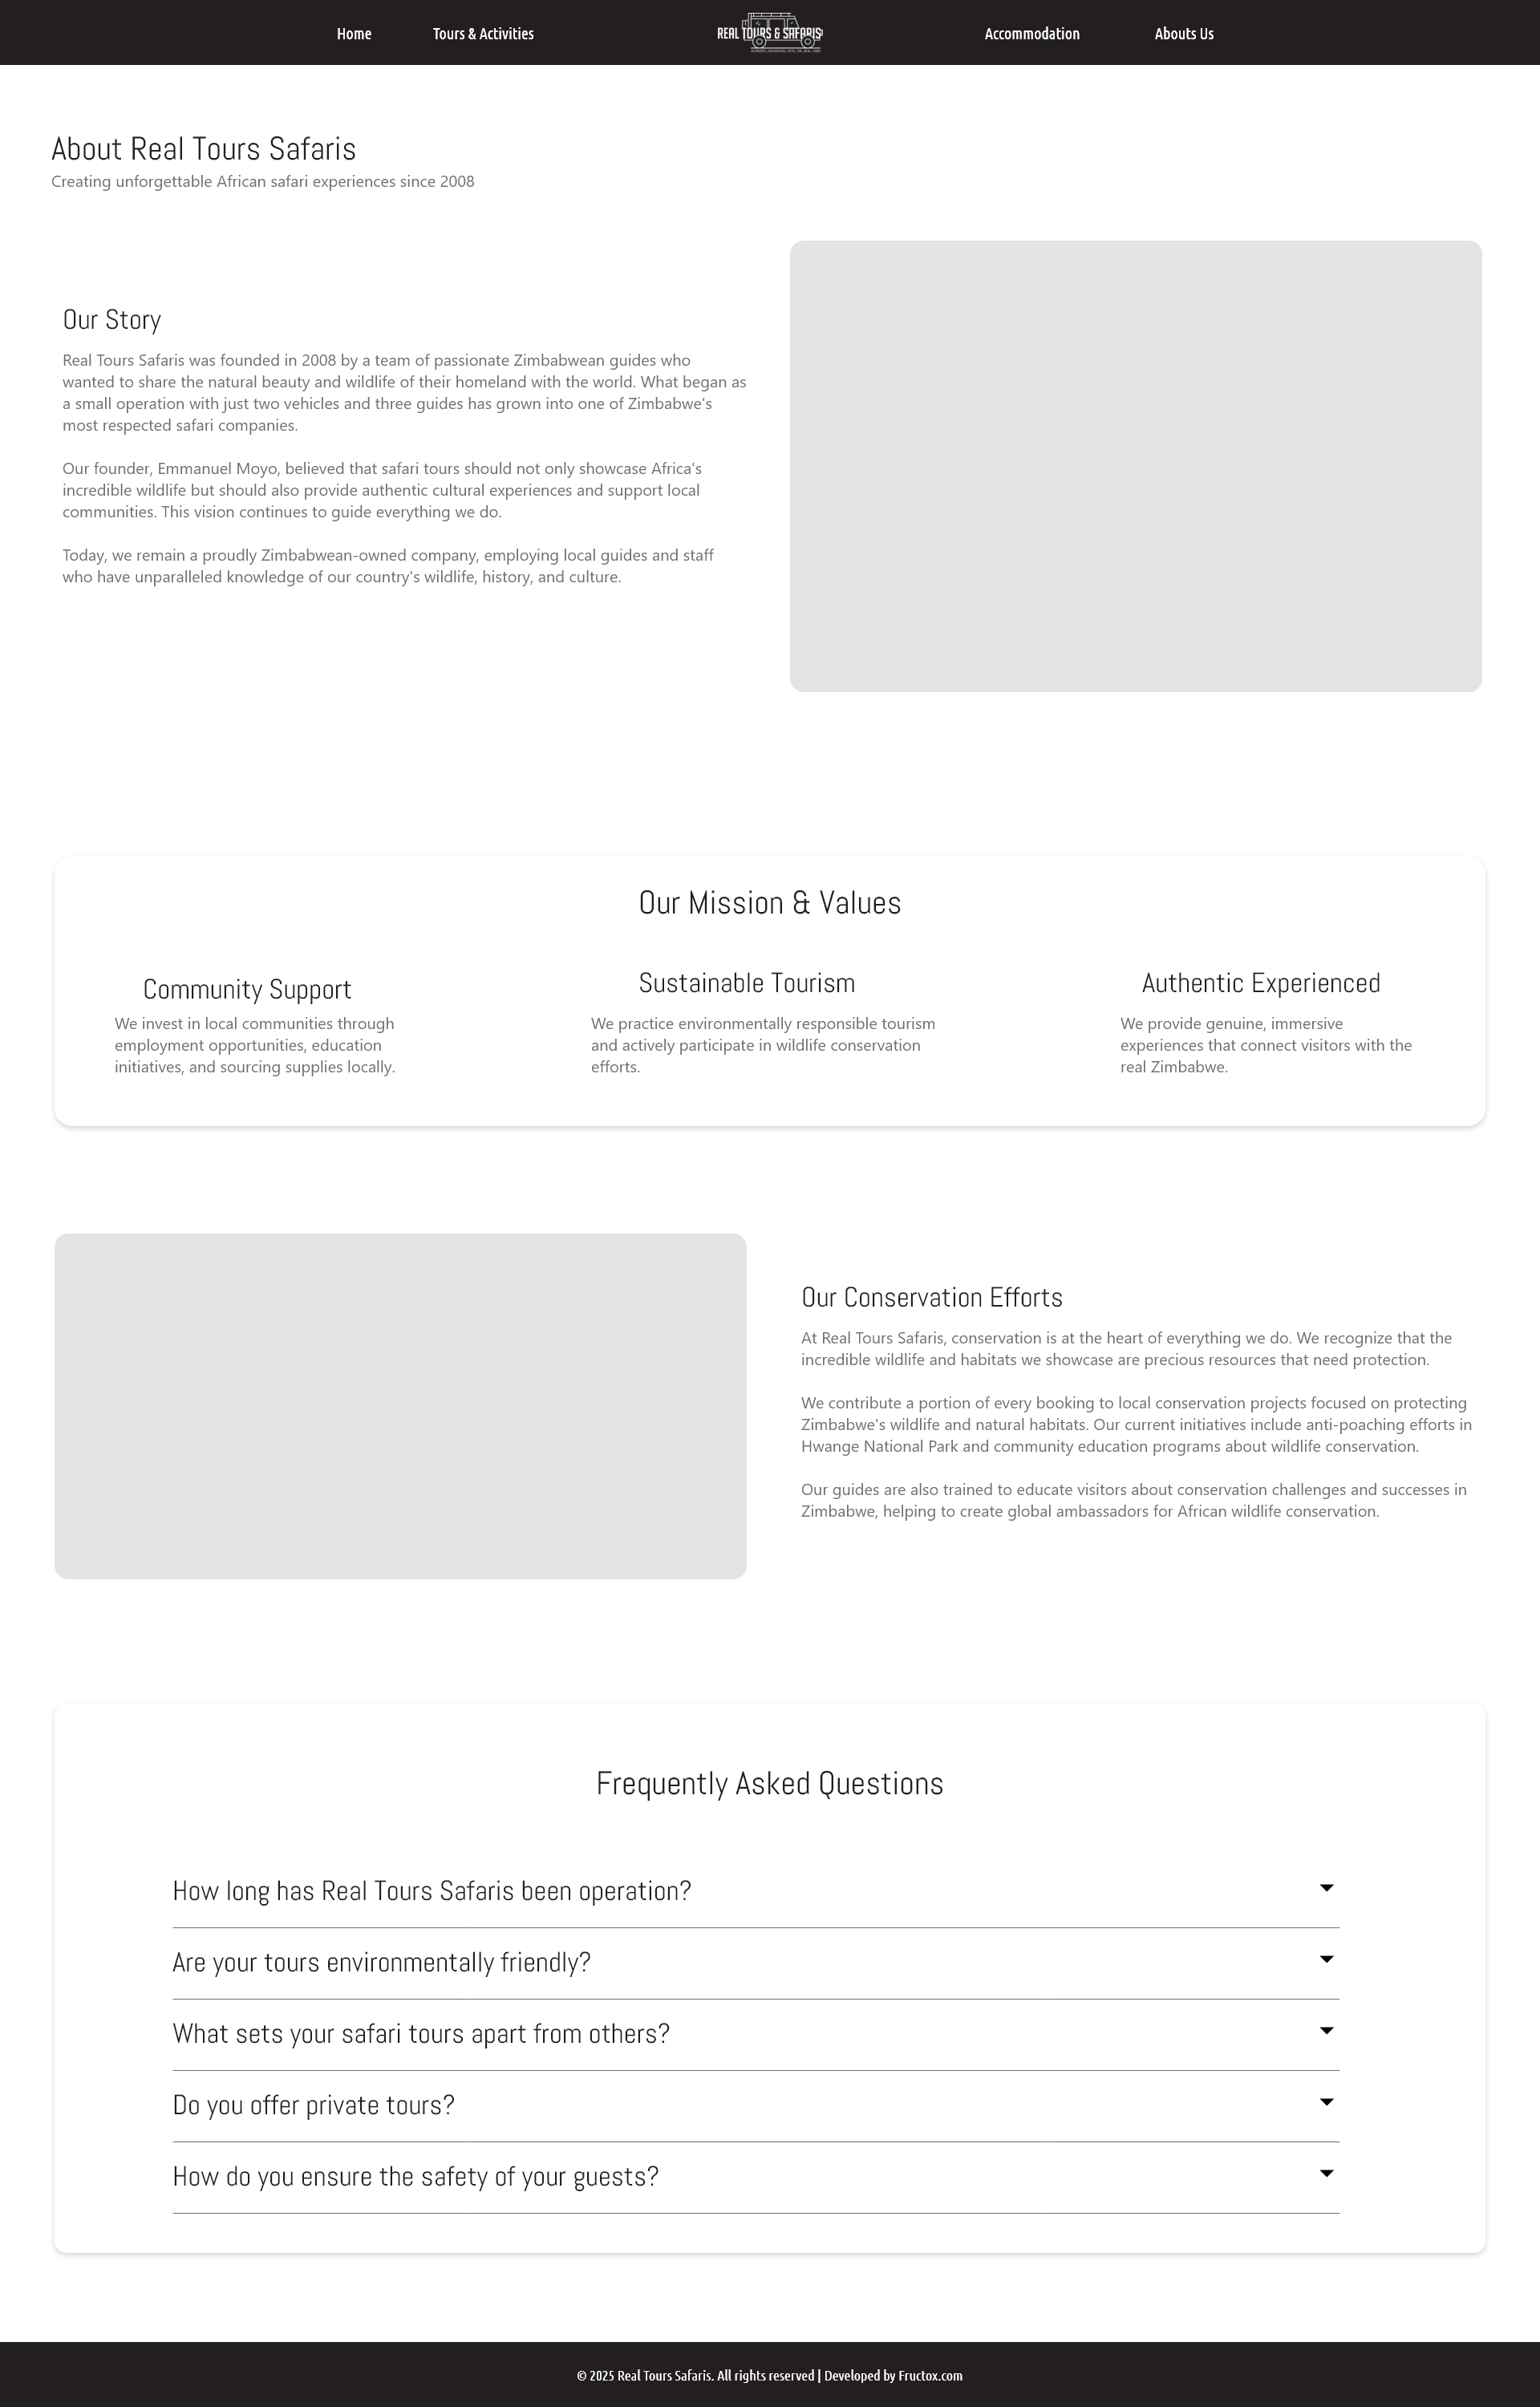 Home
Tours & Activities
REAL TOURS & SAFARIS
Accommodation
Abouts Us
About Real Tours Safaris
Creating unforgettable African safari experiences since 2008
Our Story
Real Tours Safaris was founded in 2008 by a team of passionate Zimbabwean guides who
wanted to share the natural beauty and wildlife of their homeland with the world. What began as
a small operation with just two vehicles and three guides has grown into one of Zimbabwe's
most respected safari companies.
Our founder, Emmanuel Moyo, believed that safari tours should not only showcase Africa's
incredible wildlife but should also provide authentic cultural experiences and support local
communities. This vision continues to guide everything we do.
Today, we remain a proudly Zimbabwean-owned company, employing local guides and staff
who have unparalleled knowledge of our country's wildlife, history, and culture.
Our Mission & Values
Community Support
We invest in local communities through
employment opportunities, education
initiatives, and sourcing supplies locally.
Sustainable Tourism
We practice environmentally responsible tourism
and actively participate in wildlife conservation
efforts.
Authentic Experienced
We provide genuine, immersive
experiences that connect visitors with the
real Zimbabwe.
Our Conservation Efforts
At Real Tours Safaris, conservation is at the heart of everything we do. We recognize that the
incredible wildlife and habitats we showcase are precious resources that need protection.
We contribute a portion of every booking to local conservation projects focused on protecting
Zimbabwe's wildlife and natural habitats. Our current initiatives include anti-poaching efforts in
Hwange National Park and community education programs about wildlife conservation.
Our guides are also trained to educate visitors about conservation challenges and successes in
Zimbabwe, helping to create global ambassadors for African wildlife conservation.
Frequently Asked Questions
How long has Real Tours Safaris been operation?
Are your tours environmentally friendly?
What sets your safari tours apart from others?
Do you offer private tours?
How do you ensure the safety of your guests?
© 2025 Real Tours Safaris. All rights reserved | Developed by Fructox.com